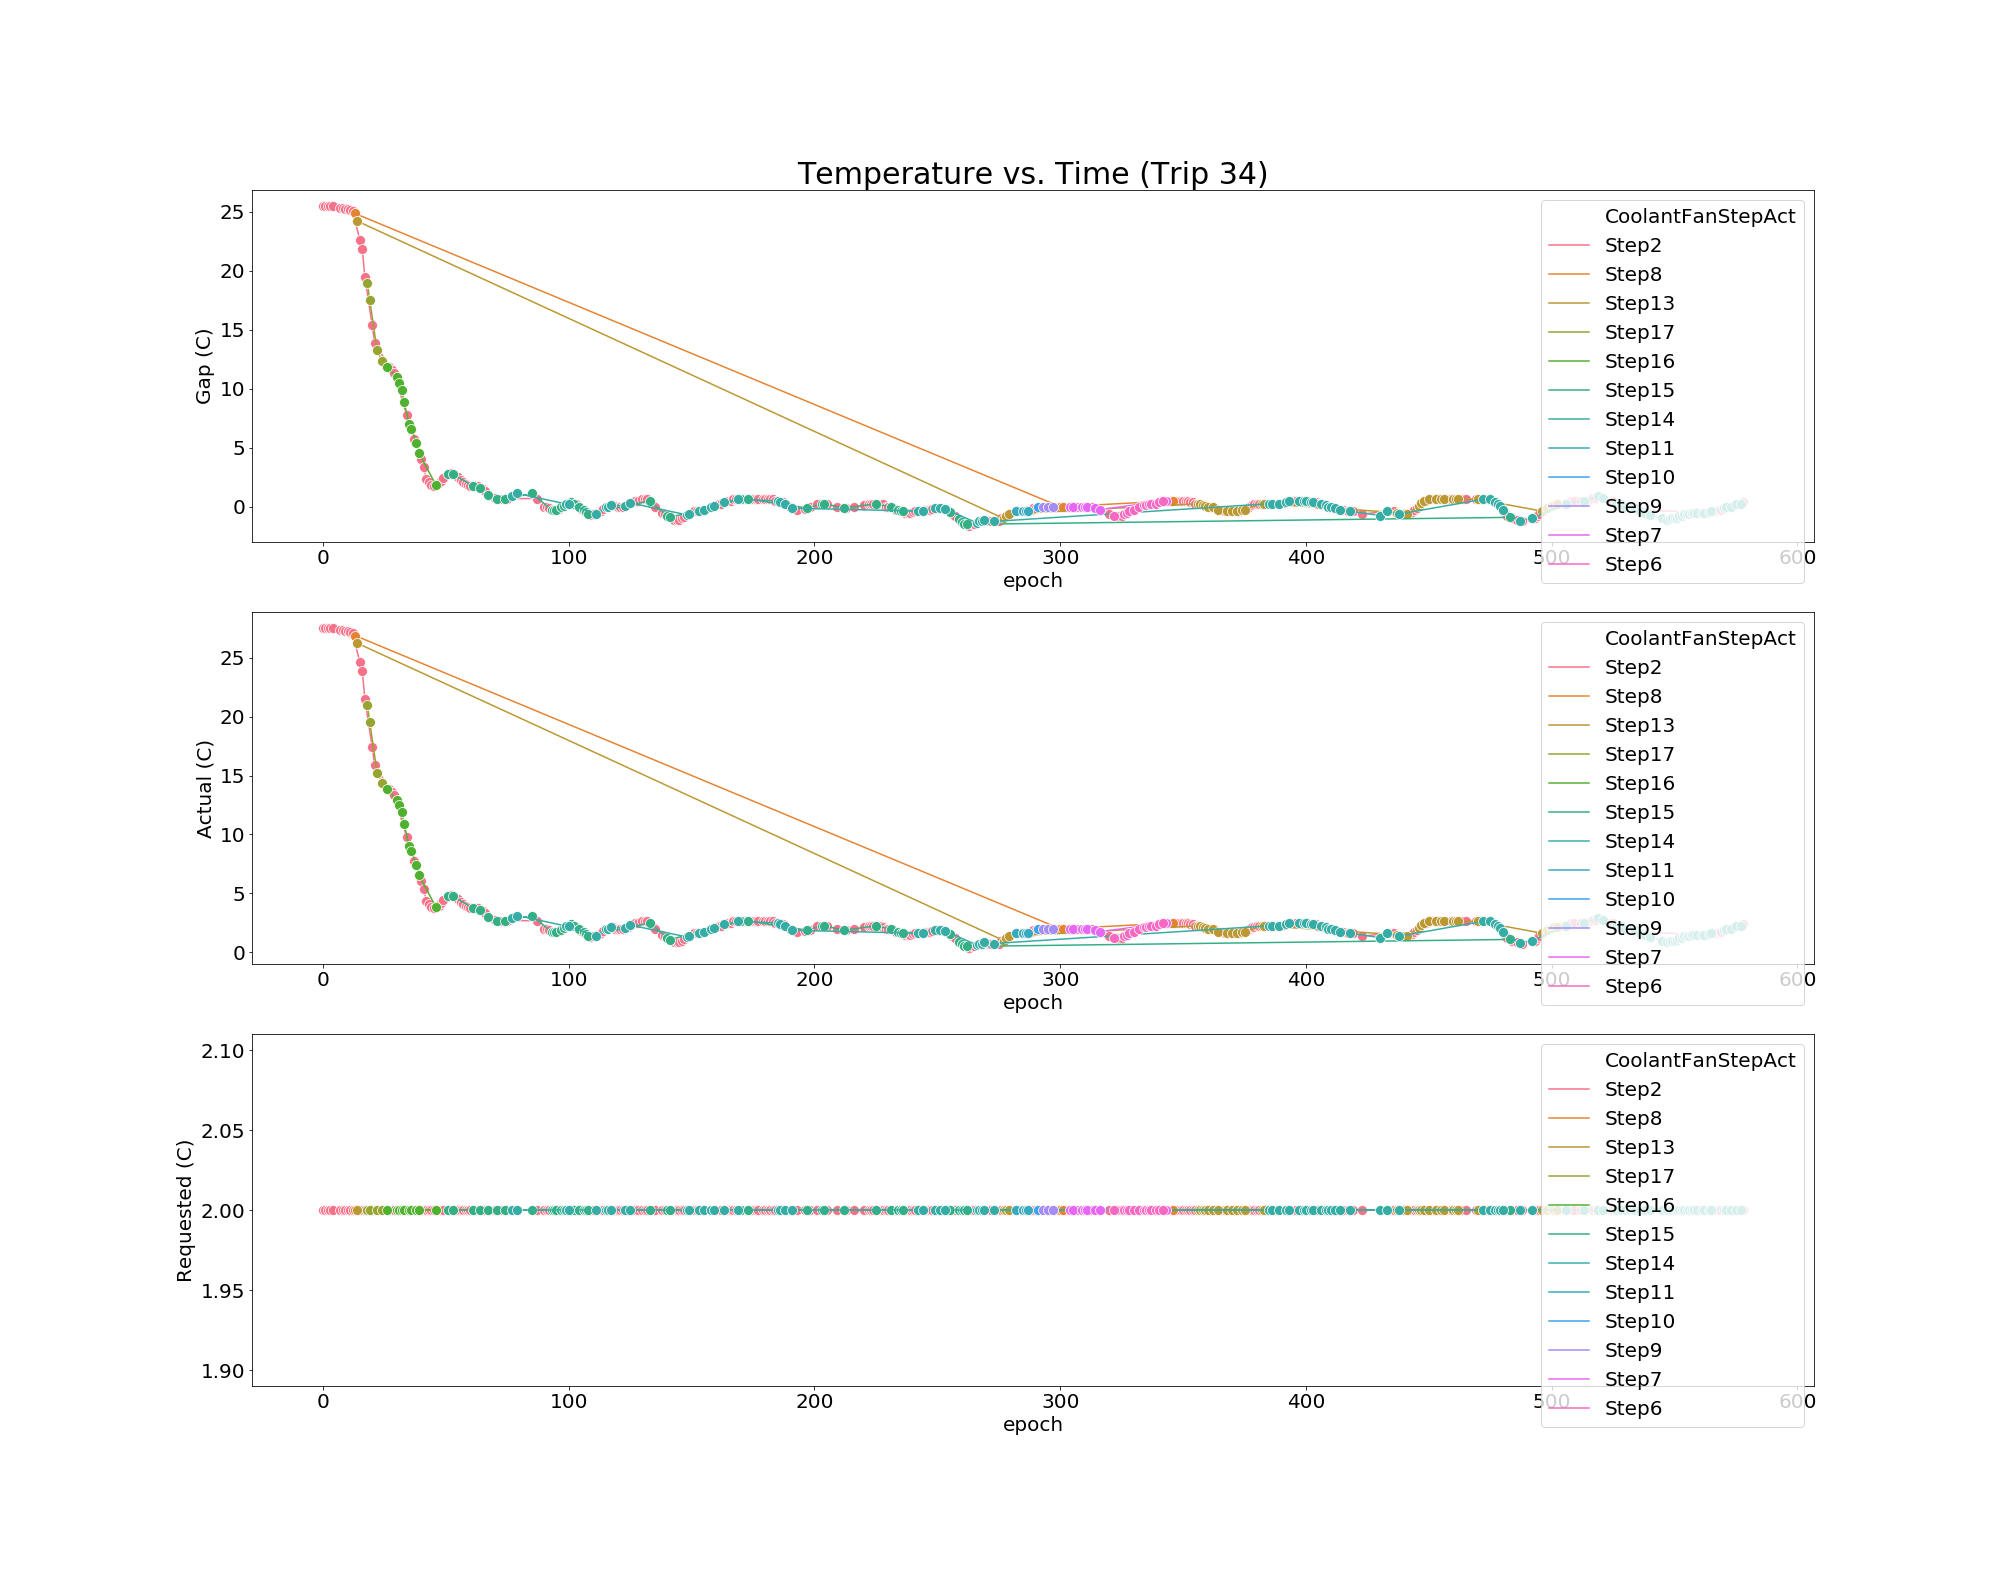 Temperature vs. Time (Trip 34)
Gap (C)
25
20
15
10
5
0
0 100 200 300 400 500 600
epoch
CoolantFanStepAct
Step2
Step8
Step13
Step17
Step16
Step15
Step14
Step11
Step10
Step9
Step7
Step6
Actual (C)
25
20
15
10
5
0
0 100 200 300 400 500 600
epoch
CoolantFanStepAct
Step2
Step8
Step13
Step17
Step16
Step15
Step14
Step11
Step10
Step9
Step7
Step6
Requested (C)
2.10
2.05
2.00
1.95
1.90
0 100 200 300 400 500 600
epoch
CoolantFanStepAct
Step2
Step8
Step13
Step17
Step16
Step15
Step14
Step11
Step10
Step9
Step7
Step6